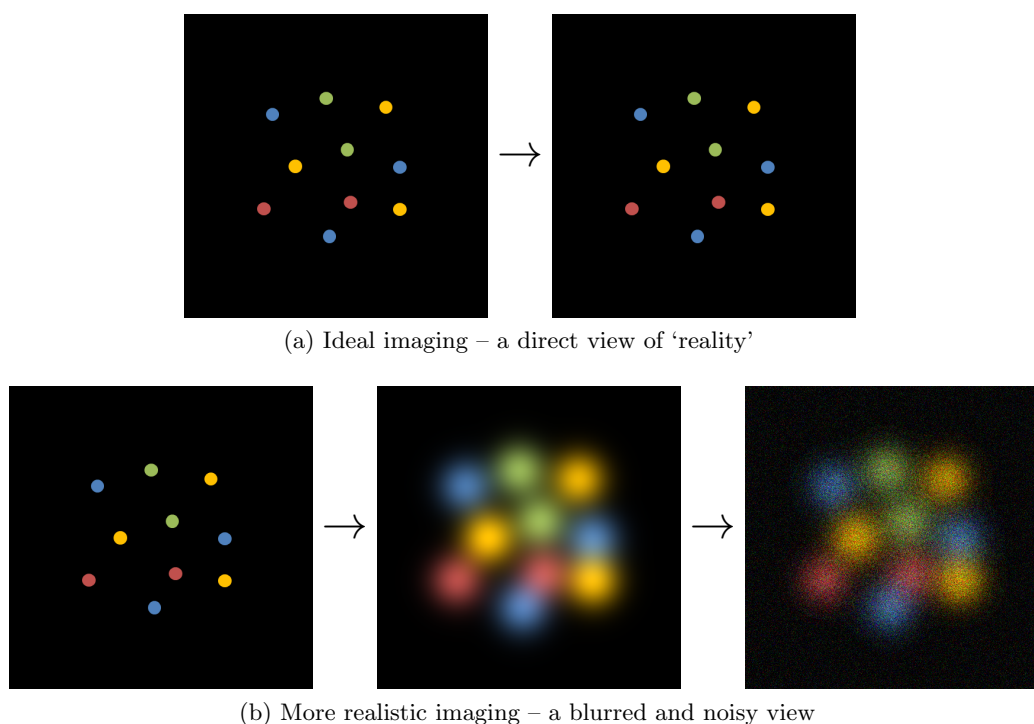 (a) Ideal imaging – a direct view of ‘reality’
(b) More realistic imaging – a blurred and noisy view